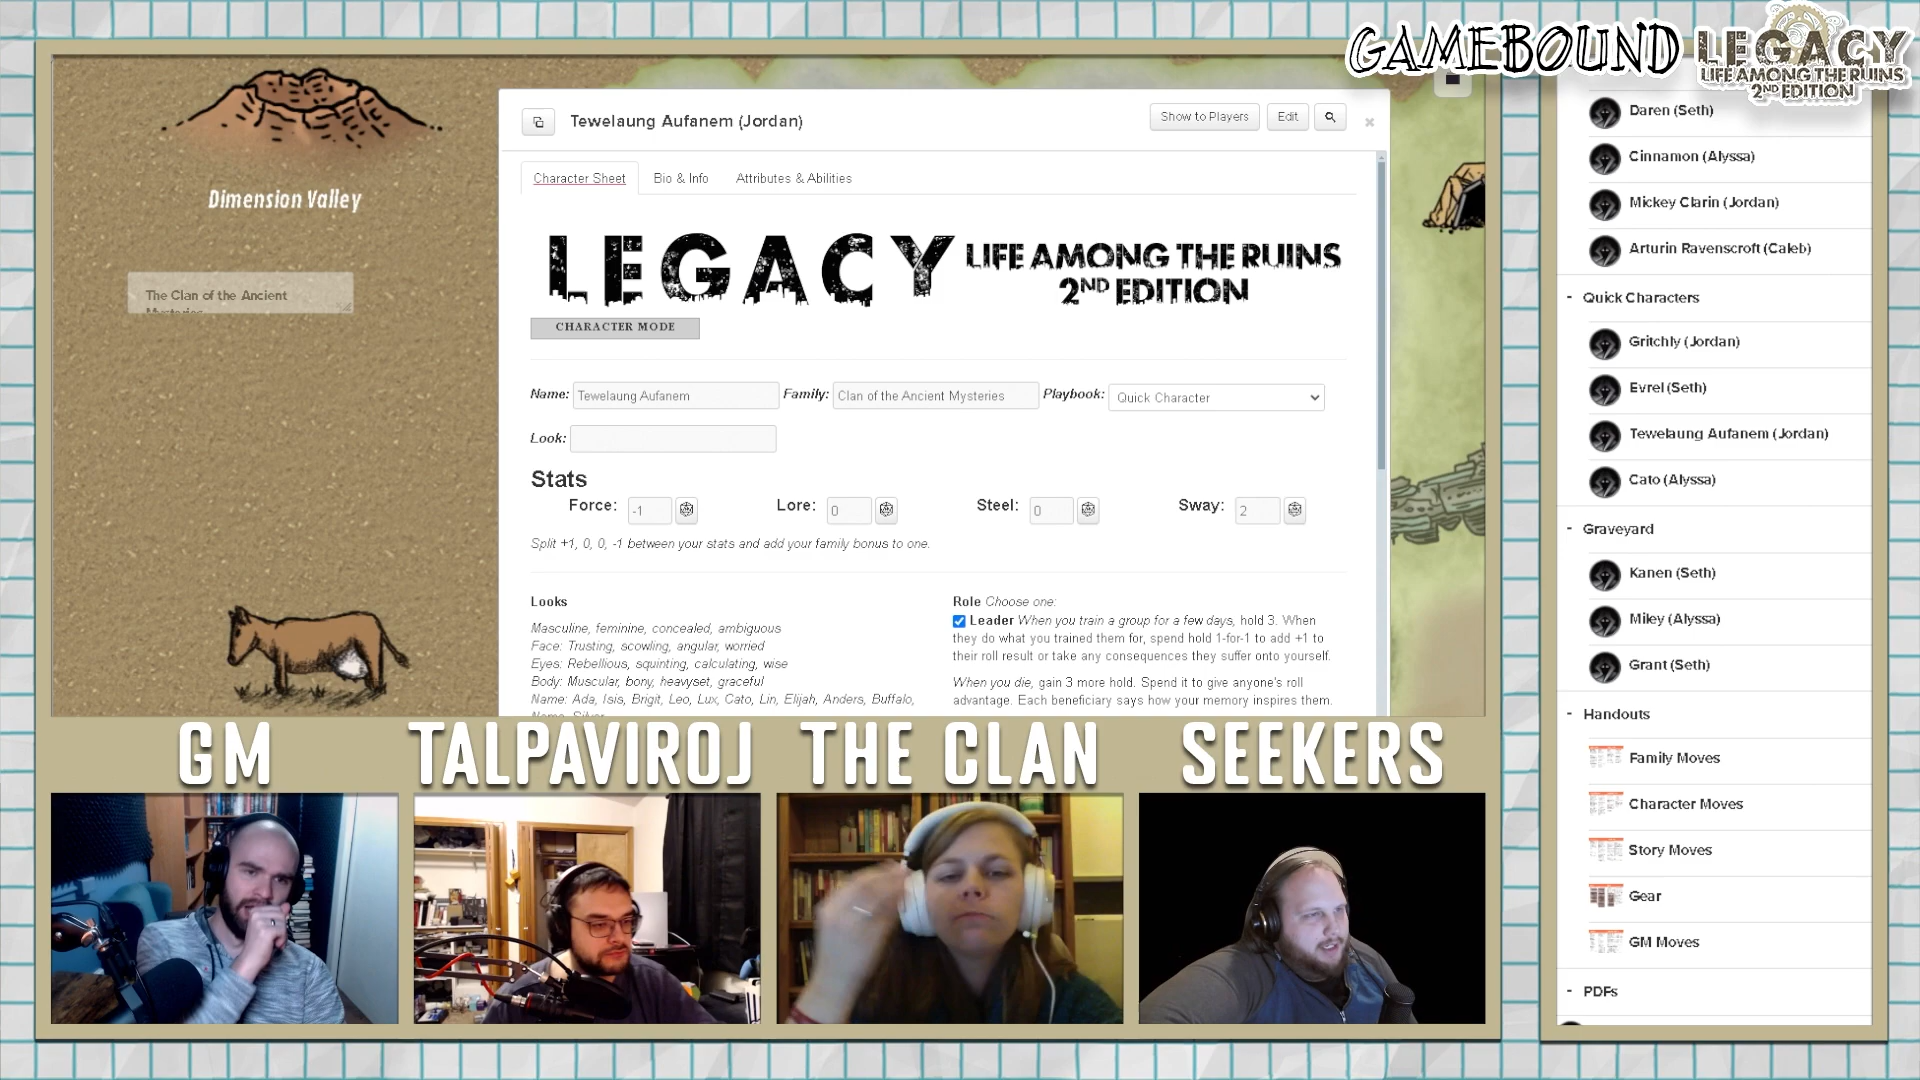 GAMEBOUND
LEGACY
LIFE AMONG THE RUINS
2ND EDITION
Dimension Valley
The Clan of the Ancient
Mysteries
Tewelaung Aufanem (Jordan)
Show to Players
Edit
Character Sheet
Bio & Info
Attributes & Abilities
LEGACY LIFE AMONG THE RUINS
2ND EDITION
CHARACTER MODE
Name: Tewelaung Aufanem Family: Clan of the Ancient Mysteries Playbook: Quick Character
Look:
Stats
Force: -1 Lore: 0 Steel: 0 Sway: 2
Split +1, 0, 0, -1 between your stats and add your family bonus to one.
Looks
Masculine, feminine, concealed, ambiguous
Face: Trusting, scowling, angular, worried
Eyes: Rebellious, squinting, calculating, wise
Body: Muscular, bony, heavyset, graceful
Name: Ada, Isis, Brigit, Leo, Lux, Cato, Lin, Elijah, Anders, Buffalo,
Role Choose one:
Leader When you train a group for a few days, hold 3. When
they do what you trained them for, spend hold 1-for-1 to add +1 to
their roll result or take any consequences they suffer onto yourself.
When you die, gain 3 more hold. Spend it to give anyone's roll
advantage. Each beneficiary says how your memory inspires them.
Daren (Seth)
Cinnamon (Alyssa)
Mickey Clarin (Jordan)
Arturin Ravenscroft (Caleb)
- Quick Characters
Gritchly (Jordan)
Evrel (Seth)
Tewelaung Aufanem (Jordan)
Cato (Alyssa)
- Graveyard
Kanen (Seth)
Miley (Alyssa)
Grant (Seth)
- Handouts
Family Moves
Character Moves
Story Moves
Gear
GM Moves
- PDFs
GM
TALPAVIROJ
THE CLAN
SEEKERS